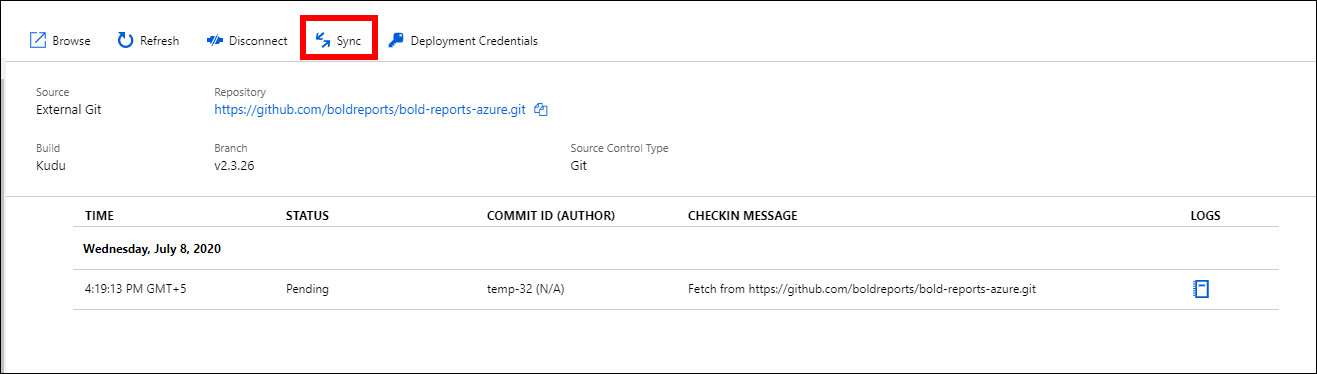 Browse Refresh Disconnect Sync Deployment Credentials
Source Repository
External Git https://github.com/boldreports/bold-reports-azure.git
Build Branch Source Control Type
Kudu v2.3.26 Git
TIME STATUS COMMIT ID (AUTHOR) CHECKIN MESSAGE LOGS
Wednesday, July 8, 2020
4:19:13 PM GMT+5 Pending temp-32 (N/A) Fetch from https://github.com/boldreports/bold-reports-azure.git